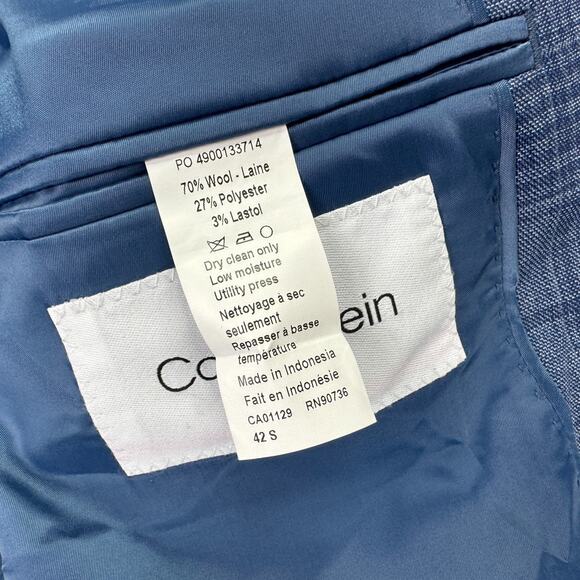 PO 4900133714
70% Wool - Laine
27% Polyester
3% Lastol
Dry clean only
Low moisture
Utility press
Nettoyage à sec
seulement
Repasser à basse
température
Made in Indonesia
Fait en Indonésie
CA01129 RN90736
42 S